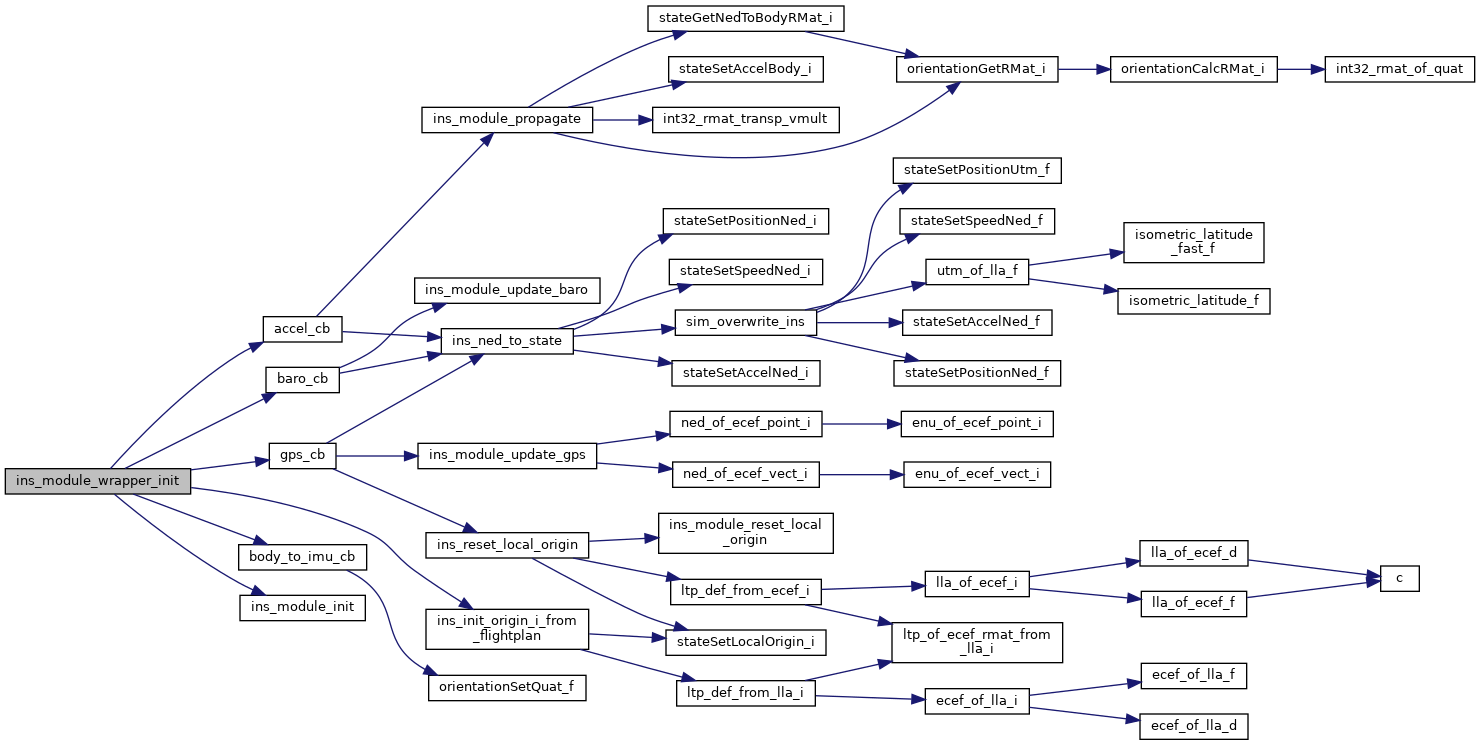 stateGetNedToBodyRMat_i
stateSetAccelBody_i
orientationGetRMat_i
orientationCalcRMat_i
int32_rmat_of_quat
ins_module_propagate
int32_rmat_transp_vmult
stateSetPositionUtm_f
stateSetPositionNed_i
stateSetSpeedNed_f
isometric_latitude
_fast_f
stateSetSpeedNed_i
utm_of_lla_f
ins_module_update_baro
isometric_latitude_f
accel_cb
sim_overwrite_ins
stateSetAccelNed_f
ins_ned_to_state
baro_cb
stateSetAccelNed_i
stateSetPositionNed_f
ned_of_ecef_point_i
enu_of_ecef_point_i
gps_cb
ins_module_update_gps
ned_of_ecef_vect_i
enu_of_ecef_vect_i
ins_module_wrapper_init
ins_module_reset_local
_origin
ins_reset_local_origin
body_to_imu_cb
lla_of_ecef_d
lla_of_ecef_i
c
ltp_def_from_ecef_i
lla_of_ecef_f
ins_module_init
ins_init_origin_i_from
_flightplan
stateSetLocalOrigin_i
ltp_of_ecef_rmat_from
_lla_i
orientationSetQuat_f
ltp_def_from_lla_i
ecef_of_lla_i
ecef_of_lla_f
ecef_of_lla_d